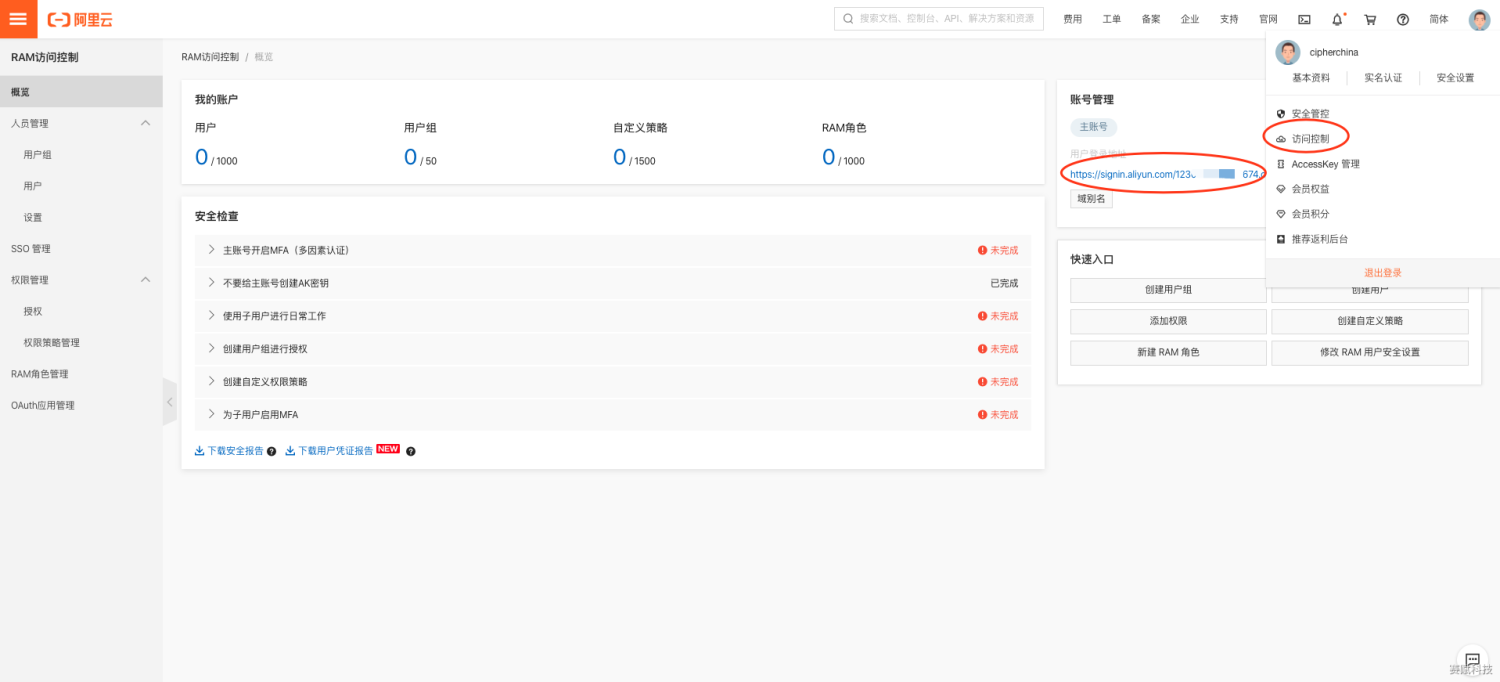 阿里云
搜索文档、控制台、API、解决方案和资源
费用
工单
备案
企业
支持
官网
简体
RAM访问控制
概览
人员管理
用户组
用户
设置
SSO 管理
权限管理
授权
权限策略管理
RAM角色管理
OAuth应用管理
RAM访问控制 / 概览
我的账户
用户
用户组
自定义策略
RAM角色
0 / 1000
0 / 50
0 / 1500
0 / 1000
安全检查
主账号开启MFA（多因素认证）
未完成
不要给主账号创建AK密钥
已完成
使用子用户进行日常工作
未完成
创建用户组进行授权
未完成
创建自定义权限策略
未完成
为子用户启用MFA
未完成
下载安全报告
下载用户凭证报告 NEW
账号管理
主账号
用户登录地址
https://signin.aliyun.com/123
674.
域别名
快速入口
创建用户组
创建用户
添加权限
创建自定义策略
新建 RAM 角色
修改 RAM 用户安全设置
cipherchina
基本资料
实名认证
安全设置
安全管控
访问控制
AccessKey 管理
会员权益
会员积分
推荐返利后台
退出登录
赛赋科技